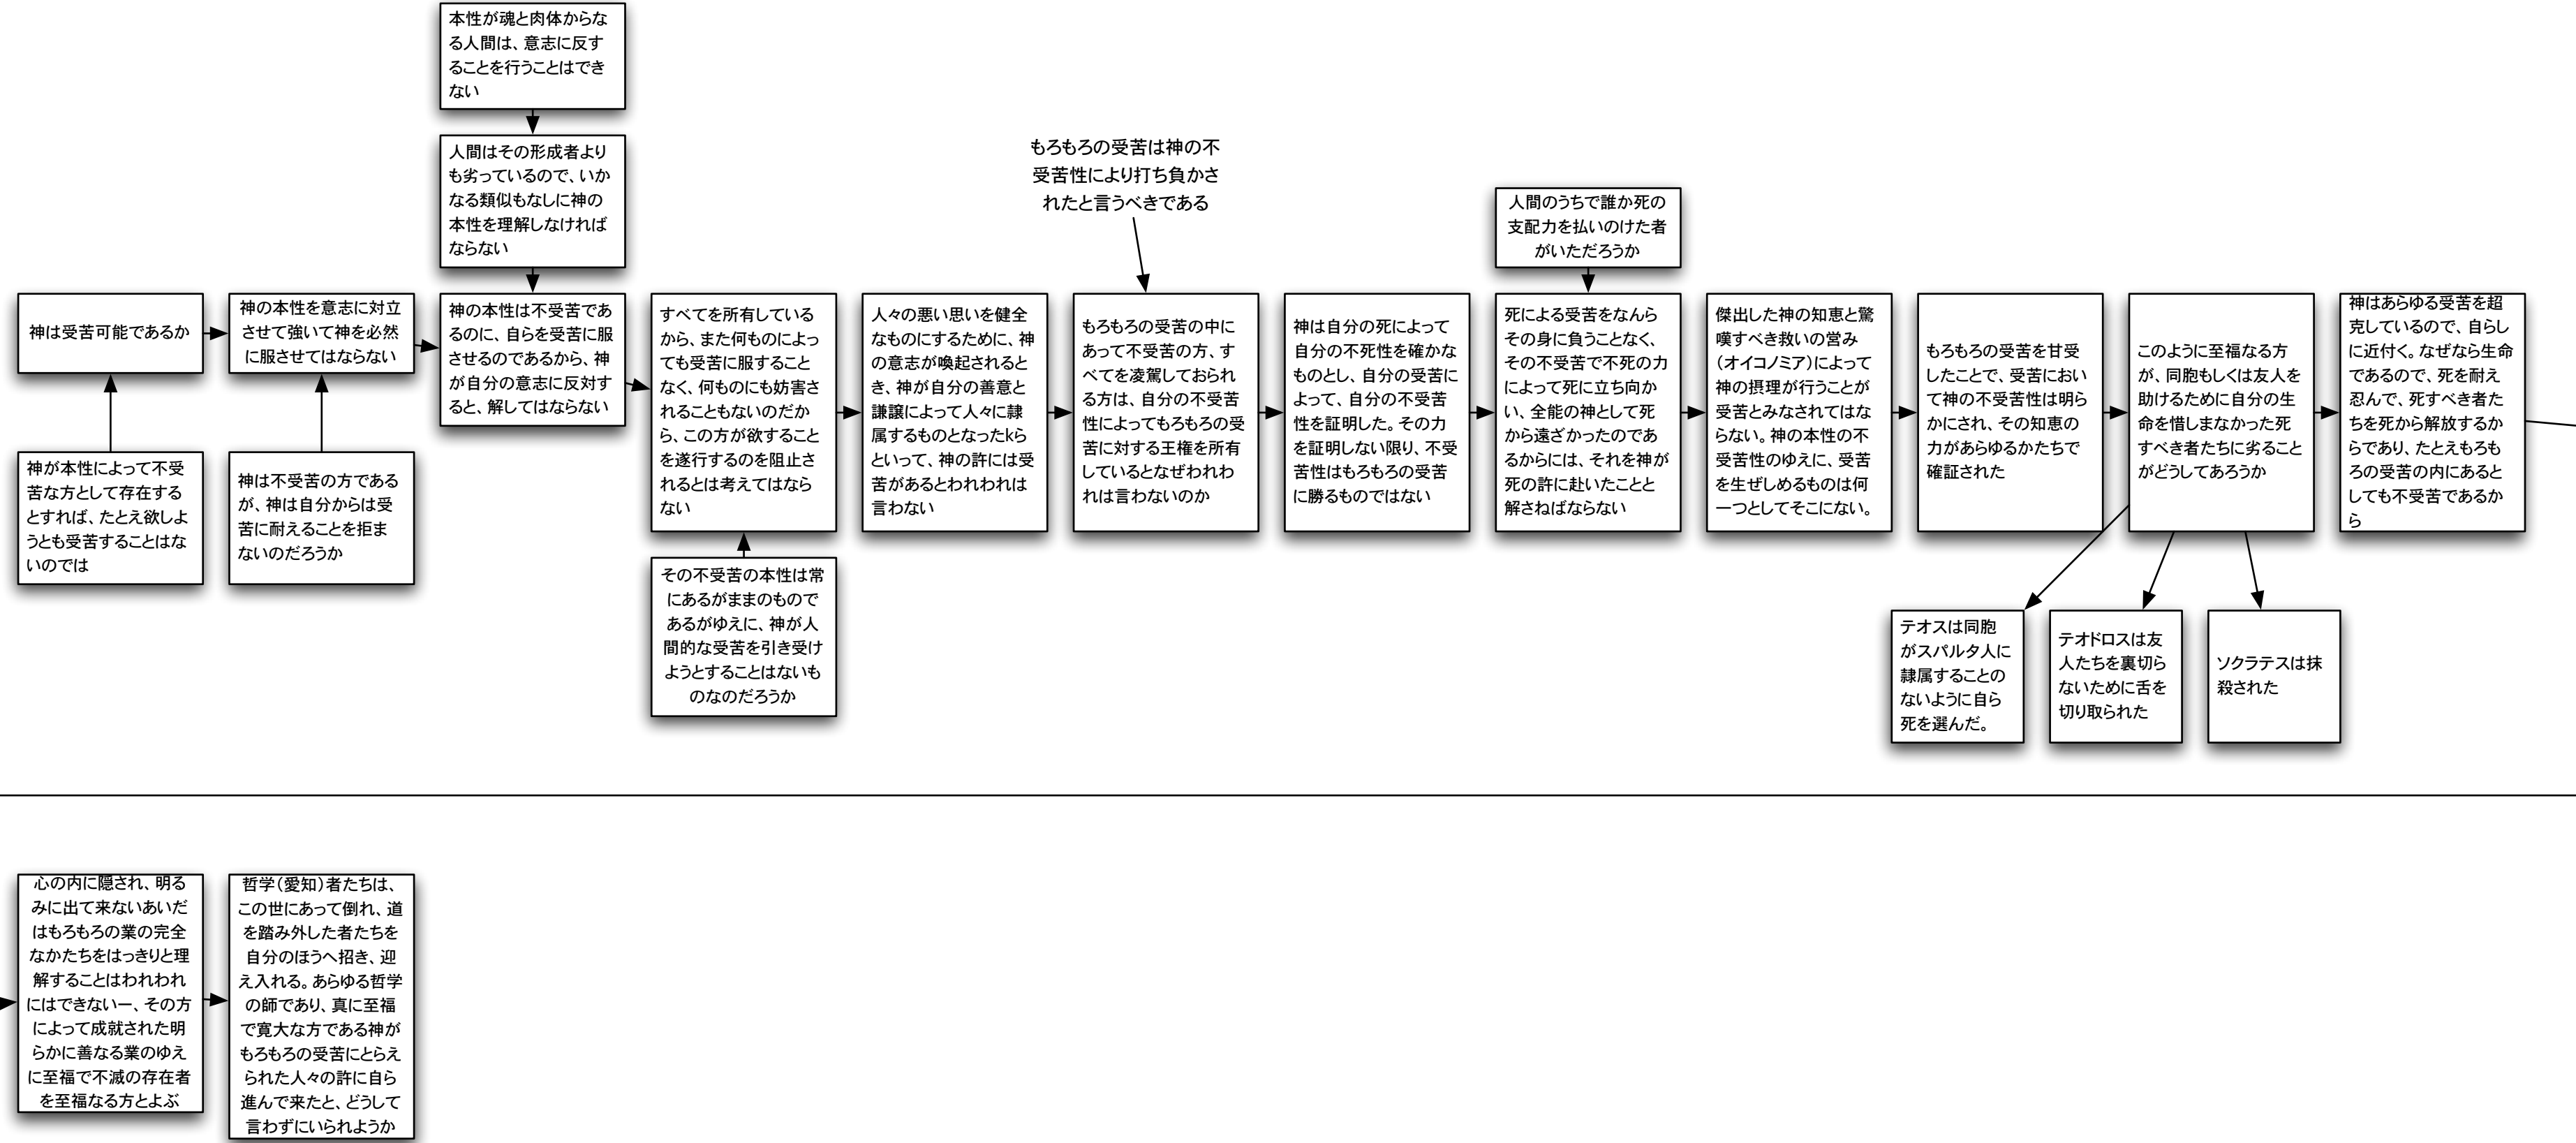 本性が魂と肉体からな
る人間は、意志に反す
ることを行うことはでき
ない
人間はその形成者より
も劣っているので、いか
なる類似もなしに神の
本性を理解しなければ
ならない
もろもろの受苦は神の不
受苦性により打ち負かさ
れたと言うべきである
人間のうちで誰か死の
支配力を払いのけた者
がいただろうか
神は受苦可能であるか
神の本性を意志に対立
させて強いて神を必然
に服させてはならない
神の本性は不受苦であ
るのに、自らを受苦に服
させるのであるから、神
が自分の意志に反対す
ると、解してはならない
すべてを所有している
から、また何ものによっ
ても受苦に服すること
なく、何ものにも妨害さ
れることもないのだか
ら、この方が欲すること
を遂行するのを阻止さ
れるとは考えてはなら
ない
人々の悪い思いを健全
なものにするために、神
の意志が喚起されると
き、神が自分の善意と
謙譲によって人々に隷
属するものとなったkら
といって、神の許には受
苦があるとわれわれは
言わない
もろもろの受苦の中に
あって不受苦の方、す
べてを凌駕しておられ
る方は、自分の不受苦
性によってもろもろの受
苦に対する王権を所有
しているとなぜわれわ
れは言わないのか
神は自分の死によって
自分の不死性を確かな
ものとし、自分の受苦に
よって、自分の不受苦
性を証明した。その力
を証明しない限り、不受
苦性はもろもろの受苦
に勝るものではない
死による受苦をなんら
その身に負うことなく、
その不受苦で不死の力
によって死に立ち向か
い、全能の神として死
から遠ざかったのであ
るからには、それを神が
死の許に赴いたことと
解さねばならない
傑出した神の知恵と驚
嘆すべき救いの営み
（オイコノミア）によって
神の摂理が行うことが
受苦とみなされてはな
らない。神の本性の不
受苦性のゆえに、受苦
を生ぜしめるものは何
一つとしてそこにない。
もろもろの受苦を甘受
したことで、受苦におい
て神の不受苦性は明ら
かにされ、その知恵の
力があらゆるかたちで
確証された
このように至福なる方
が、同胞もしくは友人を
助けるために自分の生
命を惜しまなかった死
すべき者たちに劣ること
がどうしてあろうか
神はあらゆる受苦を超
克しているので、自らし
に近付く。なぜなら生命
であるので、死を耐え
忍んで、死すべき者た
ちを死から解放するか
らであり、たとえもろも
ろの受苦の内にあると
しても不受苦であるか
ら
神が本性によって不受
苦な方として存在する
とすれば、たとえ欲しよ
うとも受苦することはな
いのでは
神は不受苦の方である
が、神は自分からは受
苦に耐えることを拒ま
ないのだろうか
その不受苦の本性は常
にあるがままのもので
あるがゆえに、神が人
間的な受苦を引き受け
ようとすることはないも
のなのだろうか
テオスは同胞
がスパルタ人に
隷属することの
ないように自ら
死を選んだ。
テオドロスは友
人たちを裏切ら
ないために舌を
切り取られた
ソクラテスは抹
殺された
心の内に隠され、明る
みに出て来ないあいだ
はもろもろの業の完全
なかたちをはっきりと理
解することはわれわれ
にはできないー、その方
によって成就された明
らかに善なる業のゆえ
に至福で不滅の存在者
を至福なる方とよぶ
哲学（愛知）者たちは、
この世にあって倒れ、道
を踏み外した者たちを
自分のほうへ招き、迎
え入れる。あらゆる哲学
の師であり、真に至福
で寛大な方である神が
もろもろの受苦にとらえ
られた人々の許に自ら
進んで来たと、どうして
言わずにいられようか